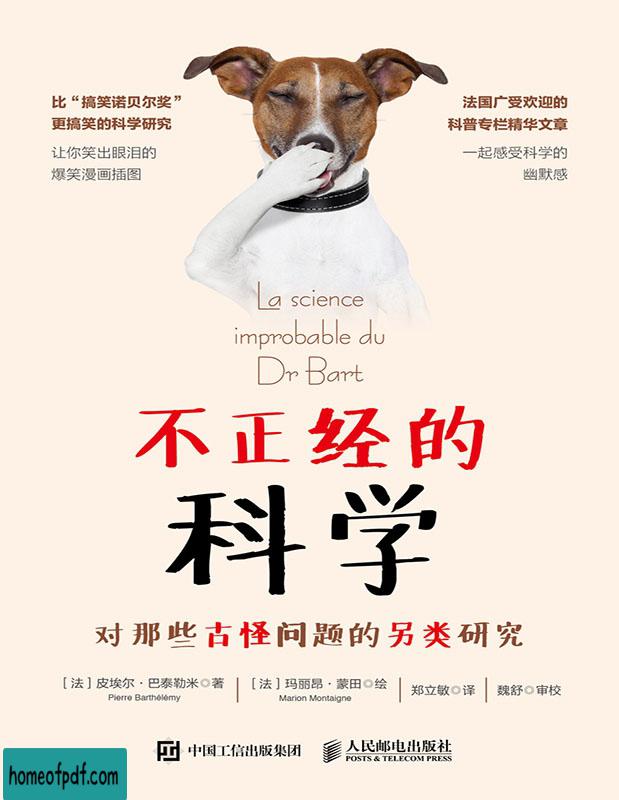 比“搞笑诺贝尔奖”
更搞笑的科学研究
让你笑出眼泪的
爆笑漫画插图
法国广受欢迎的
科普专栏精华文章
一起感受科学的
幽默感
La science
improbable du
Dr Bart
不正经的
科学
对那些古怪问题的另类研究
[法]皮埃尔·巴泰勒米◎著
Pierre Barthélémy
[法]玛丽昂·蒙田◎绘
Marion Montaigne
郑立敏◎译
魏舒◎审校
中国工信出版集团
人民邮电出版社
POSTS & TELECOM PRESS
homeofpdf.com